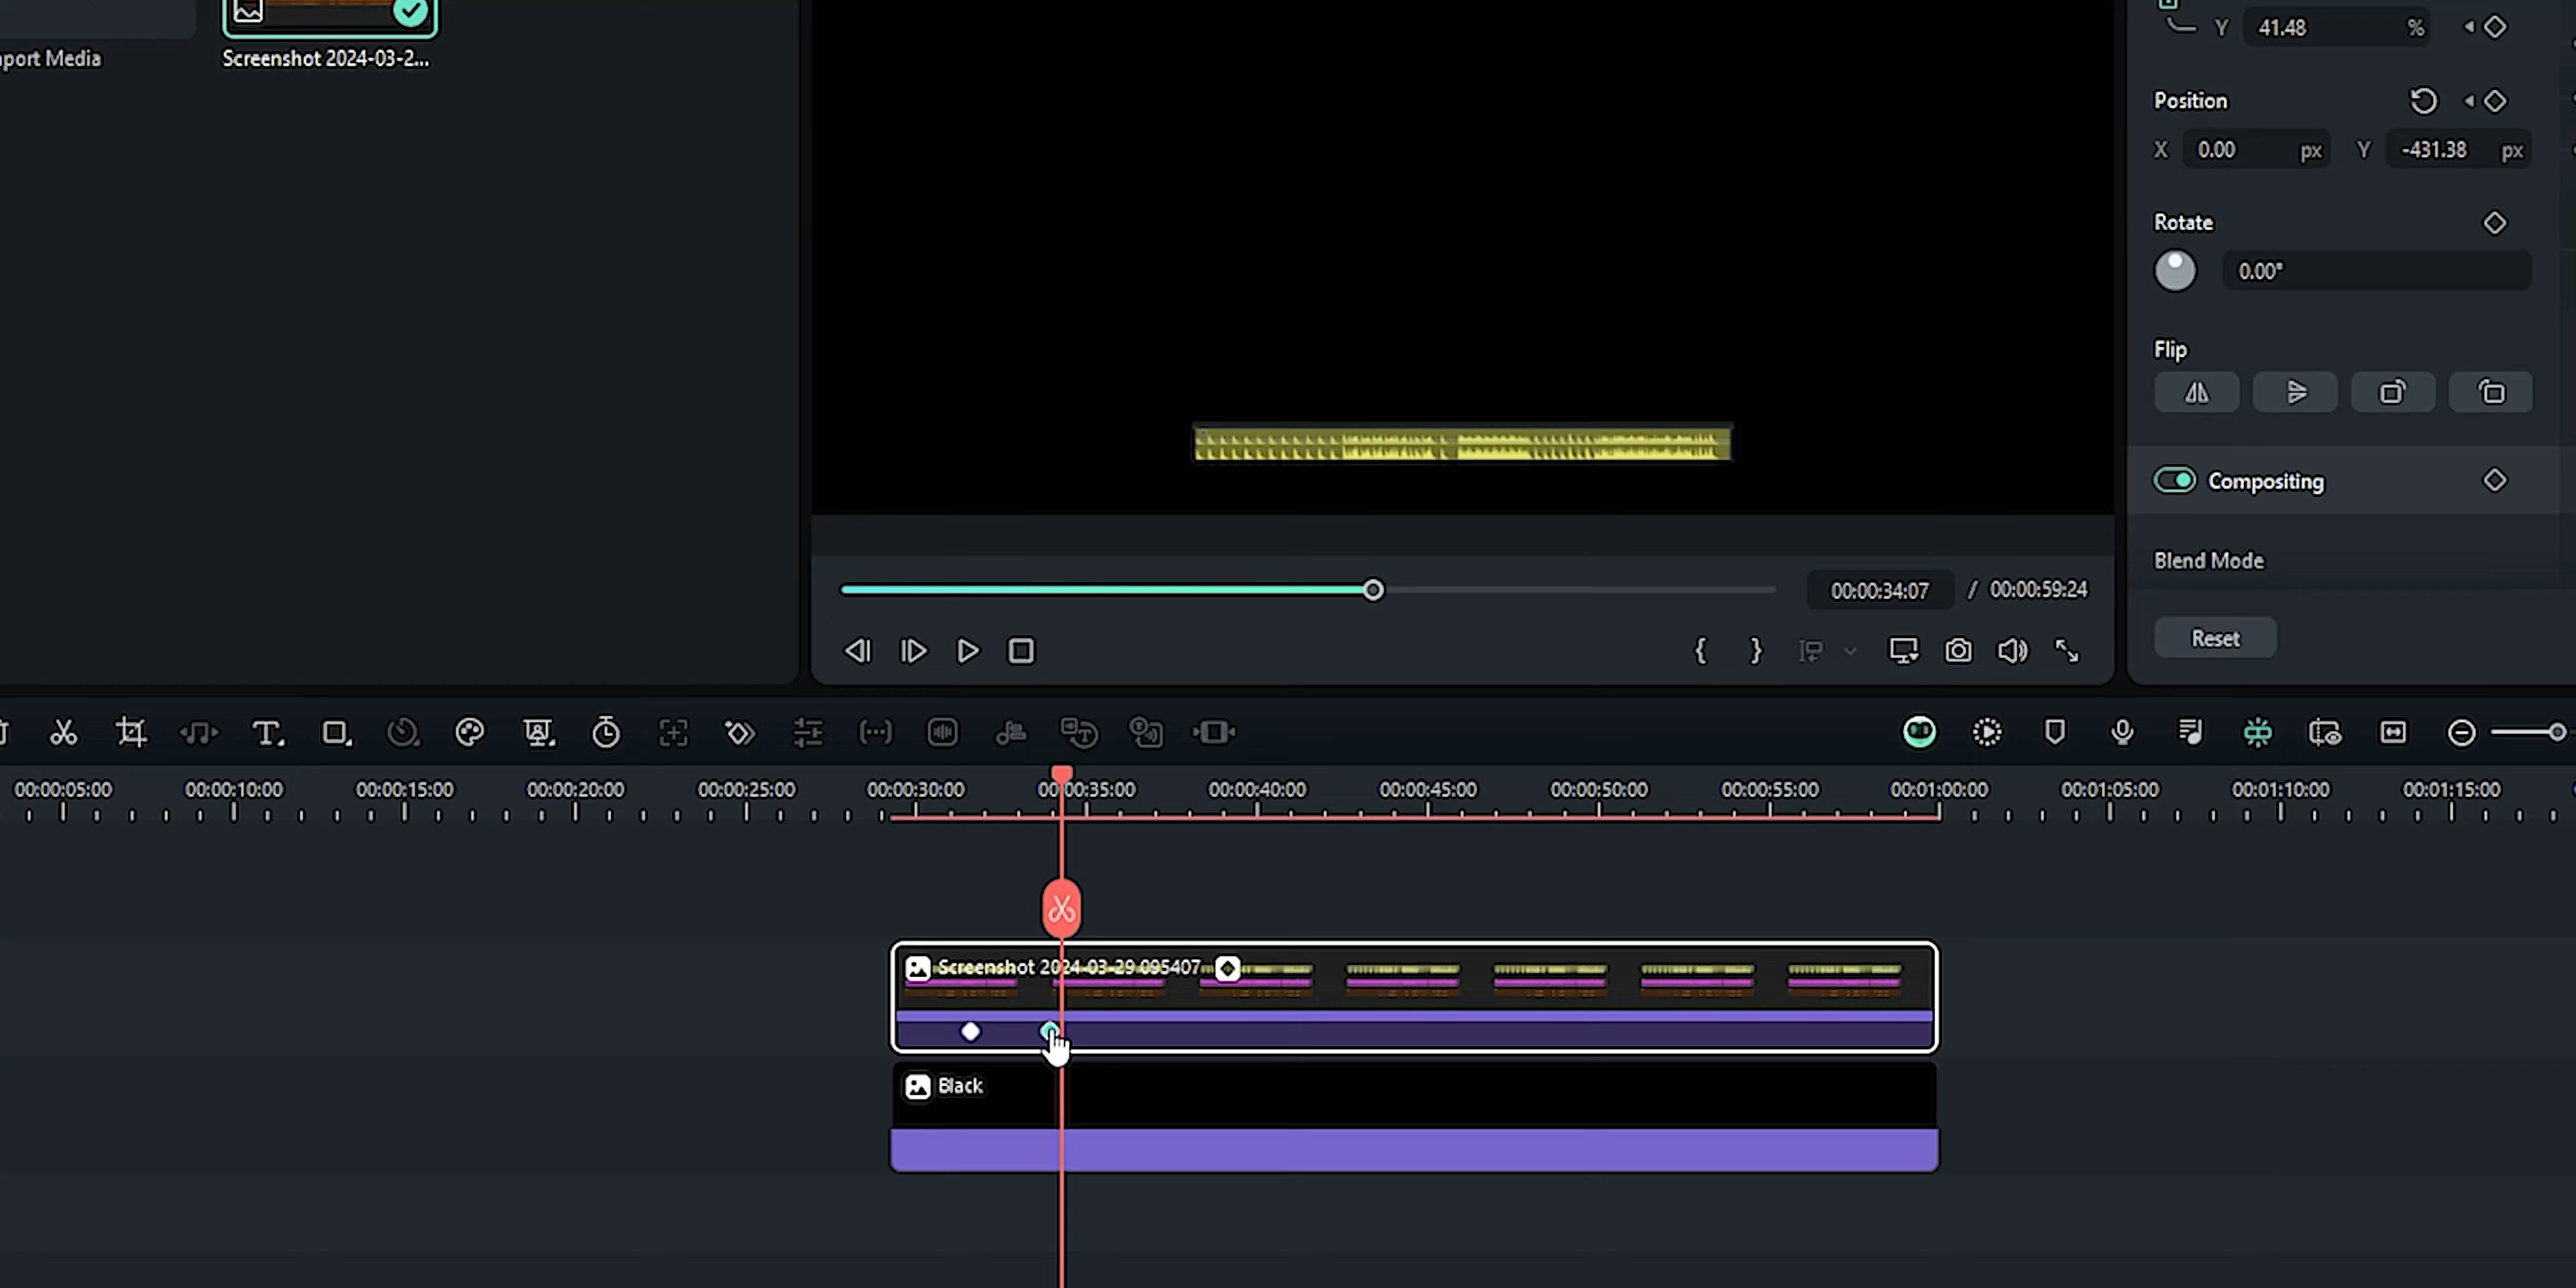 port Media
Screenshot 2024-03-2...
Y 41.48 %
Position
X 0.00 px Y -431.38 px
Rotate
0.00°
Flip
Compositing
Blend Mode
00:00:34:07 / 00:00:59:24
Reset
00:00:05:00 00:00:10:00 00:00:15:00 00:00:20:00 00:00:25:00 00:00:30:00 00:00:35:00 00:00:40:00 00:00:45:00 00:00:50:00 00:00:55:00 00:01:00:00 00:01:05:00 00:01:10:00 00:01:15:00
Screenshot 2024-03-29 095407
Black